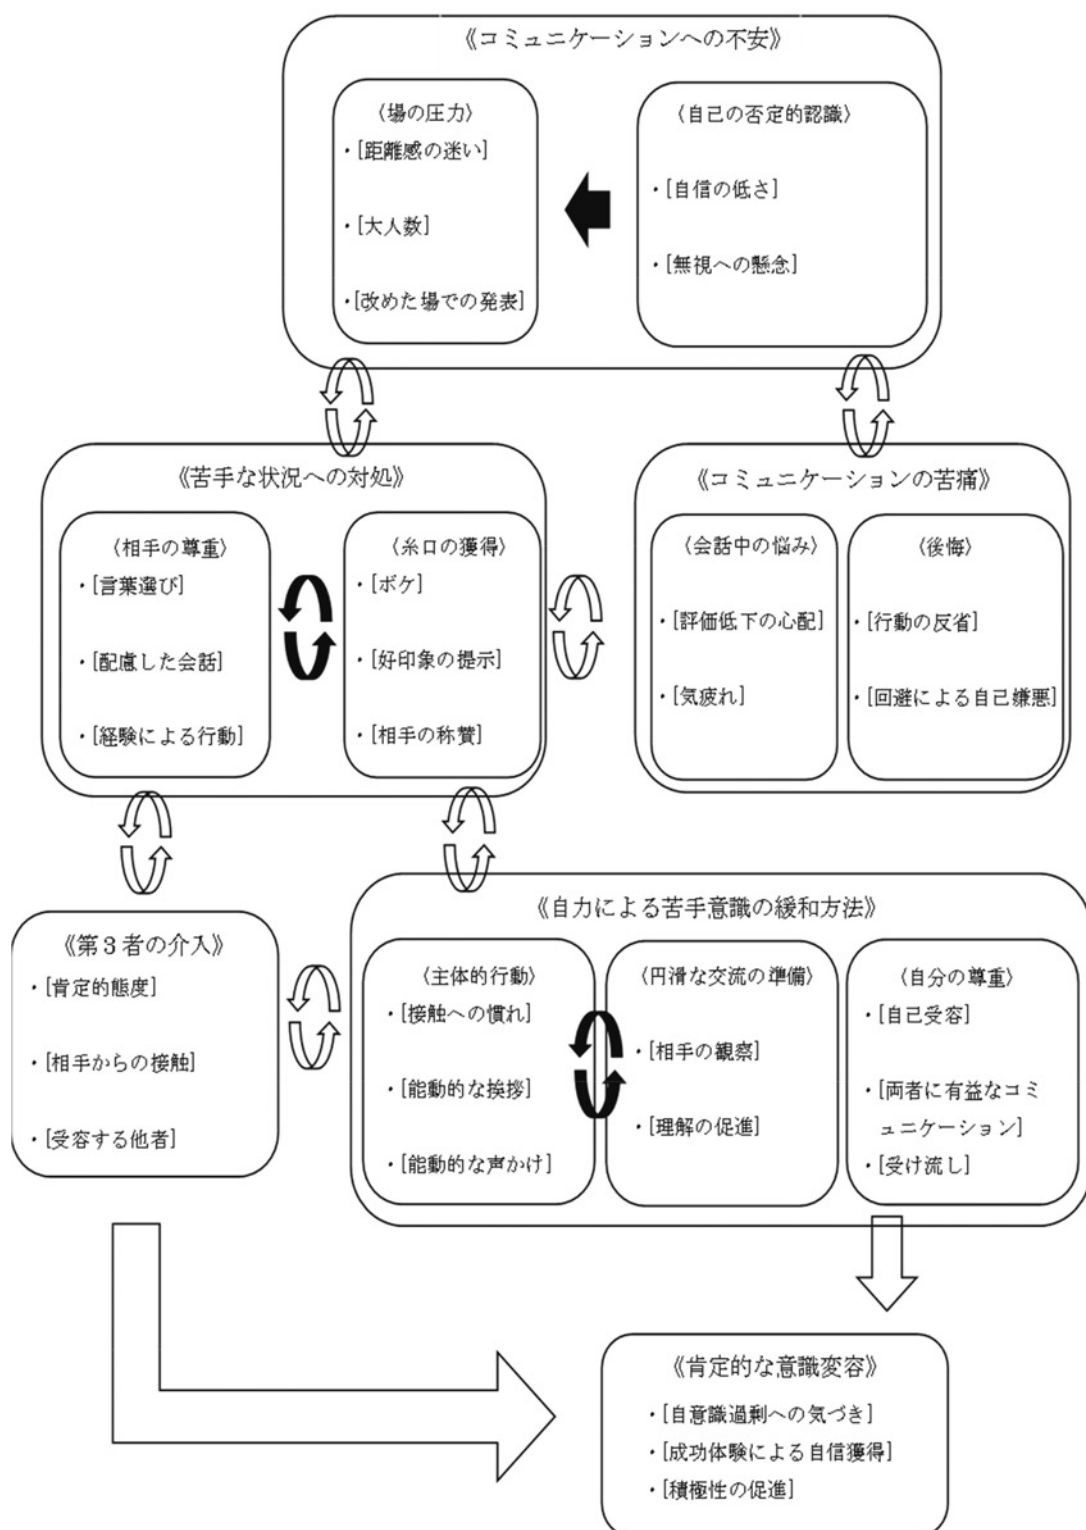 《コミュニケーションへの不安》
〈場の圧力〉
・[距離感の迷い]
・[大人数]
・[改めた場での発表]
〈自己の否定的認識〉
・[自信の低さ]
・[無視への懸念]
《苦手な状況への対処》
〈相手の尊重〉
・[言葉選び]
・[配慮した会話]
・[経験による行動]
〈糸口の獲得〉
・[ボケ]
・[好印象の提示]
・[相手の称賛]
《コミュニケーションの苦痛》
〈会話中の悩み〉
・[評価低下の心配]
・[気疲れ]
〈後悔〉
・[行動の反省]
・[回避による自己嫌悪]
《第３者の介入》
・[肯定的態度]
・[相手からの接触]
・[受容する他者]
《自力による苦手意識の緩和方法》
〈主体的行動〉
・[接触への慣れ]
・[能動的な挨拶]
・[能動的な声かけ]
〈円滑な交流の準備〉
・[相手の観察]
・[理解の促進]
〈自分の尊重〉
・[自己受容]
・[両者に有益なコミ
ュニケーション]
・[受け流し]
《肯定的な意識変容》
・[自意識過剰への気づき]
・[成功体験による自信獲得]
・[積極性の促進]